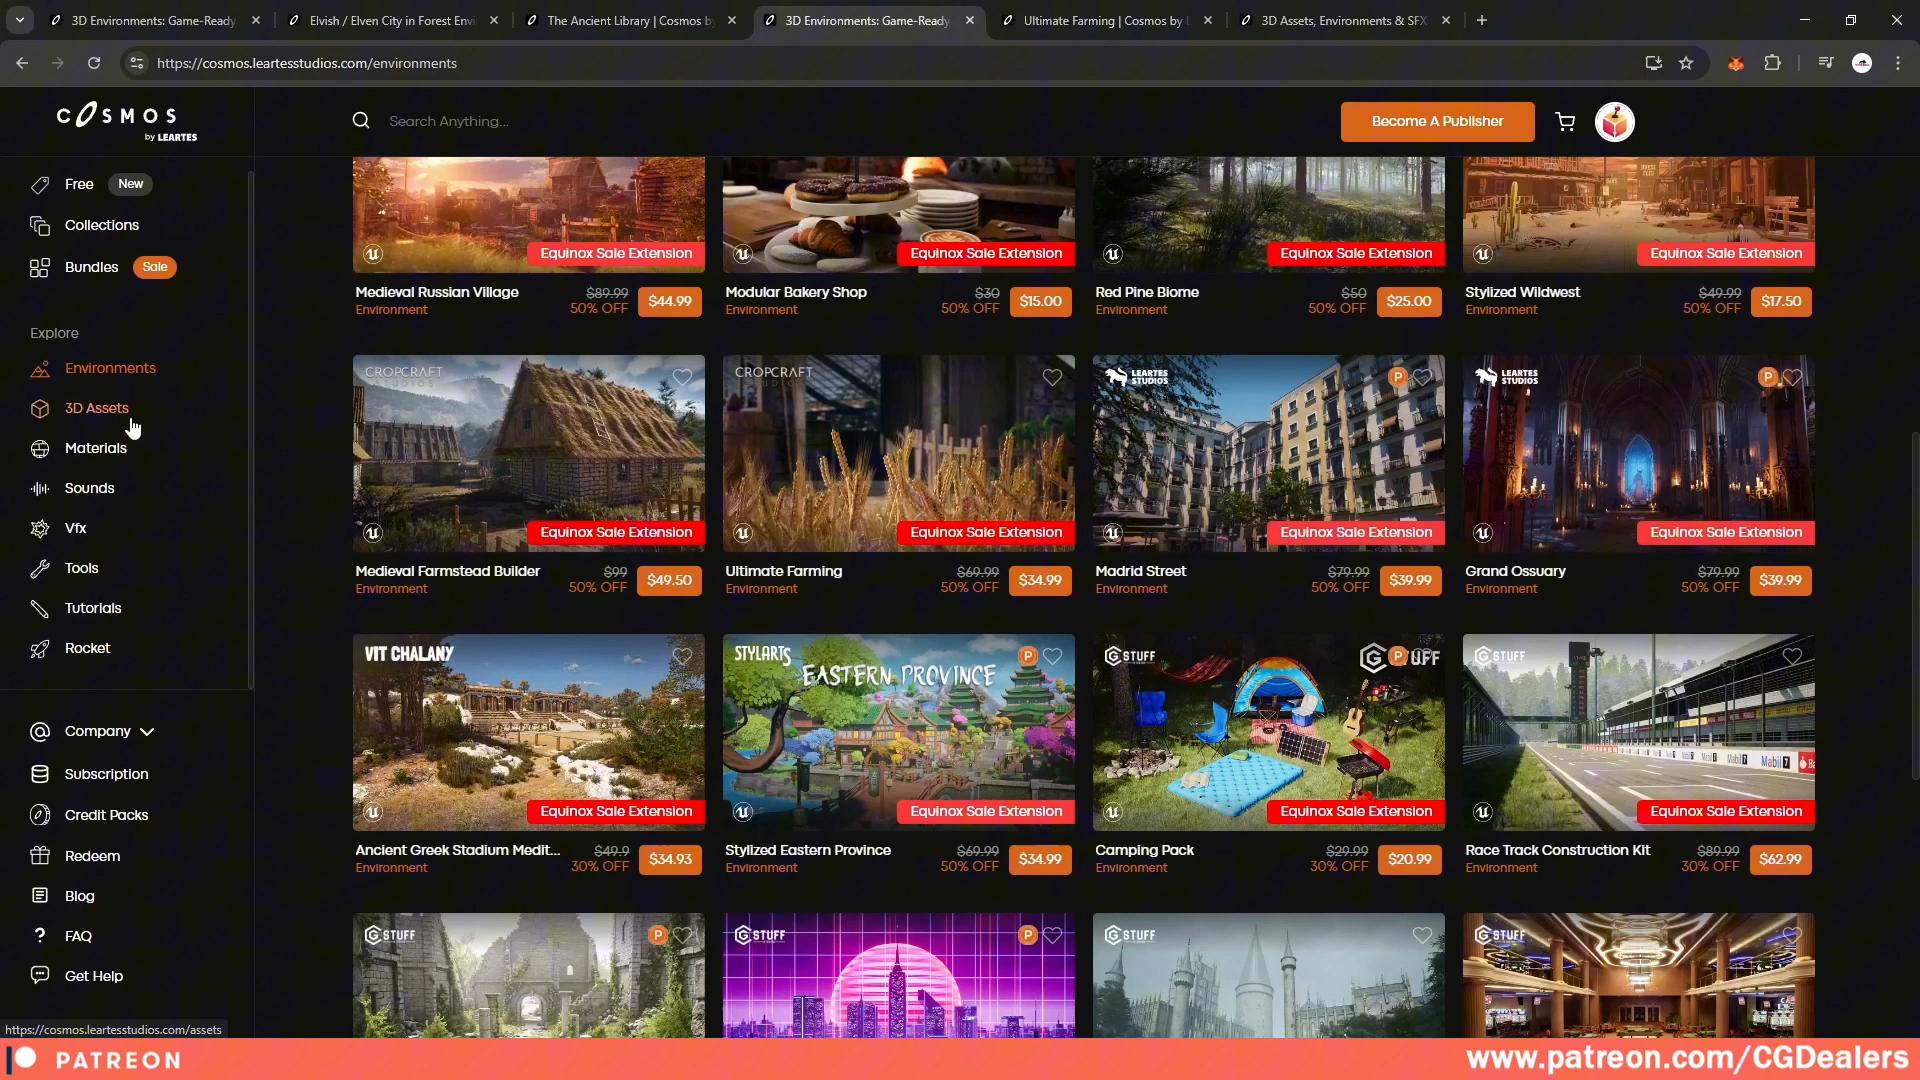 3D Environments: Game-Ready
Elvish / Elven City in Forest Envi
The Ancient Library | Cosmos by
3D Environments: Game-Ready
Ultimate Farming | Cosmos by L
3D Assets, Environments & SFX
https://cosmos.leartesstudios.com/environments
COSMOS
by LEARTES
Search Anything...
Become A Publisher
Free
New
Collections
Bundles
Sale
Explore
Environments
3D Assets
Materials
Sounds
Vfx
Tools
Tutorials
Rocket
Company
Subscription
Credit Packs
Redeem
Blog
FAQ
Get Help
Equinox Sale Extension
Equinox Sale Extension
Equinox Sale Extension
Equinox Sale Extension
Medieval Russian Village
Environment
$89.99
50% OFF
$44.99
Modular Bakery Shop
Environment
$30
50% OFF
$15.00
Red Pine Biome
Environment
$50
50% OFF
$25.00
Stylized Wildwest
Environment
$49.99
50% OFF
$17.50
CROPCRAFT
STUDIOS
Equinox Sale Extension
CROPCRAFT
STUDIOS
Equinox Sale Extension
LEARTES
STUDIOS
P
Equinox Sale Extension
LEARTES
STUDIOS
P
Equinox Sale Extension
Medieval Farmstead Builder
Environment
$99
50% OFF
$49.50
Ultimate Farming
Environment
$69.99
50% OFF
$34.99
Madrid Street
Environment
$79.99
50% OFF
$39.99
Grand Ossuary
Environment
$79.99
50% OFF
$39.99
VIT CHALANY
Equinox Sale Extension
STYLARTS
P
EASTERN PROVINCE
Equinox Sale Extension
STUFF
P
Equinox Sale Extension
STUFF
Mobil 7
Equinox Sale Extension
Ancient Greek Stadium Medit...
Environment
$49.9
30% OFF
$34.93
Stylized Eastern Province
Environment
$69.99
50% OFF
$34.99
Camping Pack
Environment
$29.99
30% OFF
$20.99
Race Track Construction Kit
Environment
$89.99
30% OFF
$62.99
STUFF
P
STUFF
P
STUFF
STUFF
https://cosmos.leartesstudios.com/assets
PATREON
www.patreon.com/CGDealers